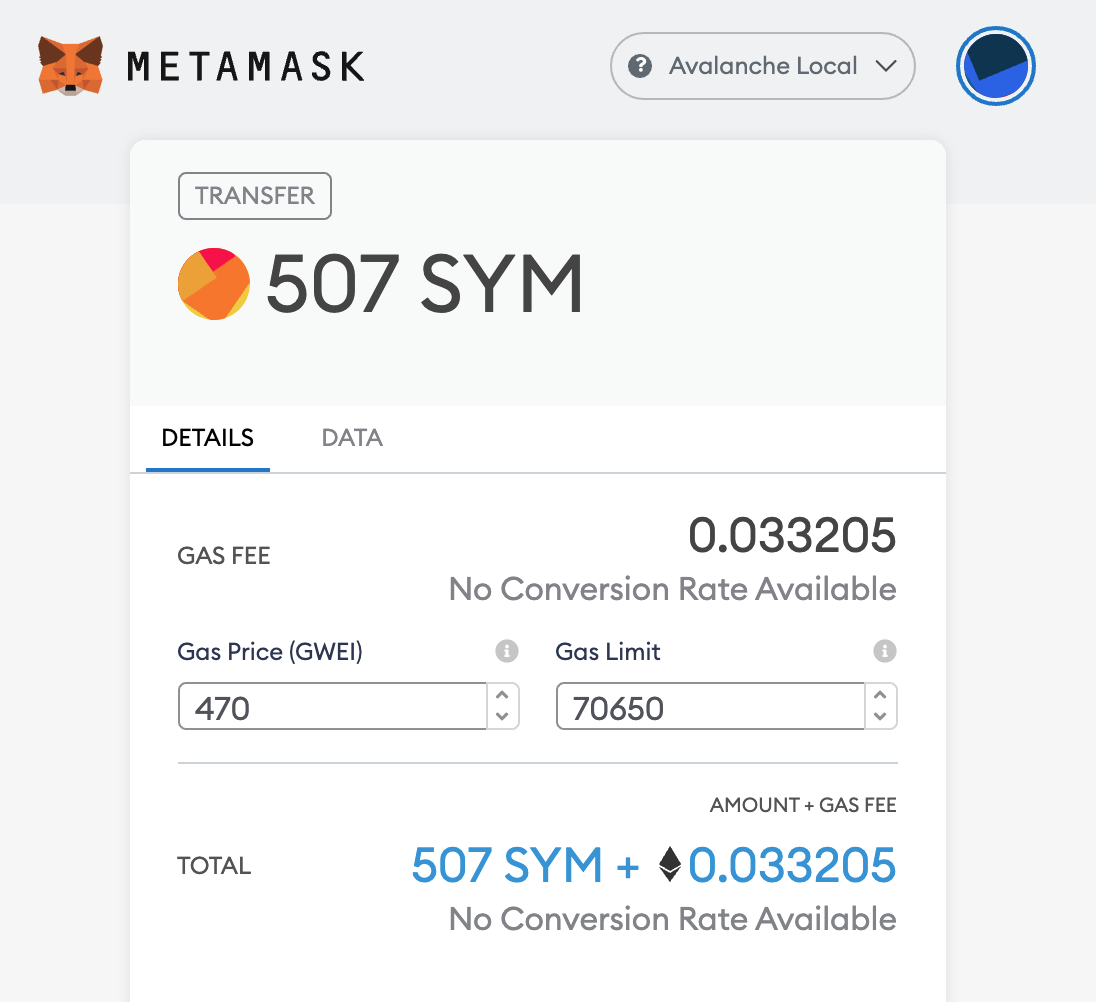 METAMASK
Avalanche Local
TRANSFER
507 SYM
DETAILS DATA
GAS FEE
0.033205
No Conversion Rate Available
Gas Price (GWEI)
Gas Limit
470
70650
AMOUNT + GAS FEE
TOTAL
507 SYM + 0.033205
No Conversion Rate Available